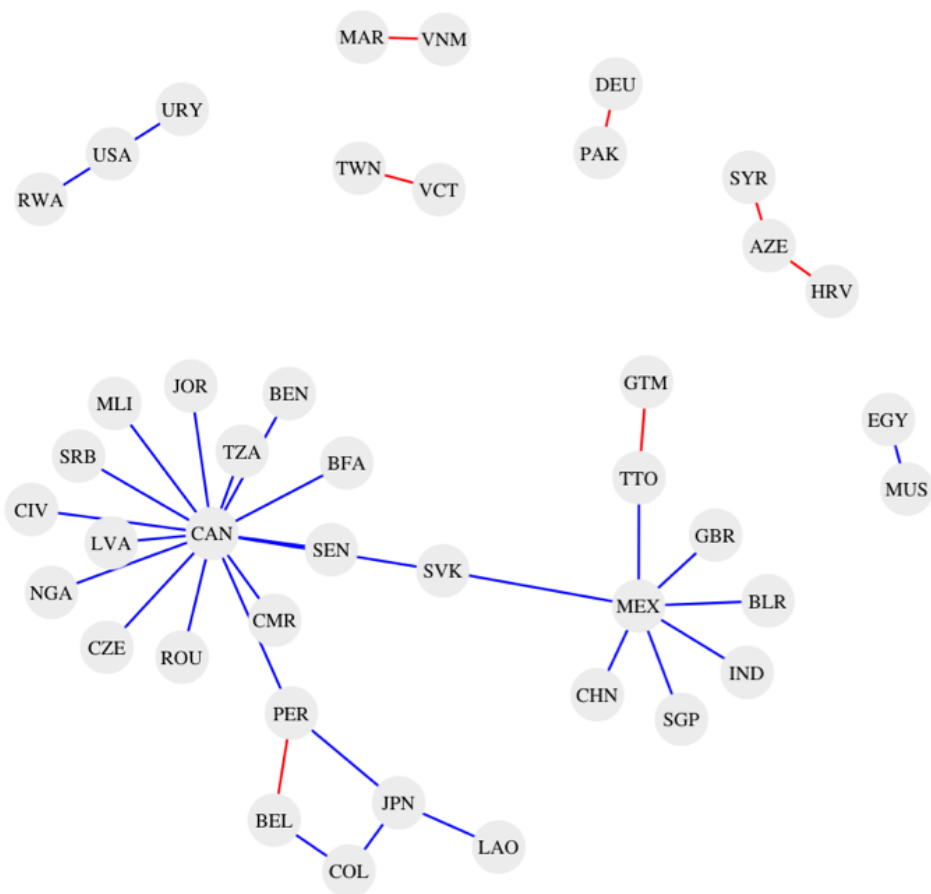 MAR
VNM
DEU
URY
USA
PAK
TWN
SYR
VCT
RWA
AZE
HRV
GTM
JOR
BEN
MLI
EGY
TZA
SRB
BFA
TTO
MUS
CIV
CAN
GBR
LVA
SEN
SVK
NGA
BLR
MEX
CMR
CZE
ROU
IND
CHN
PER
SGP
JPN
BEL
LAO
COL